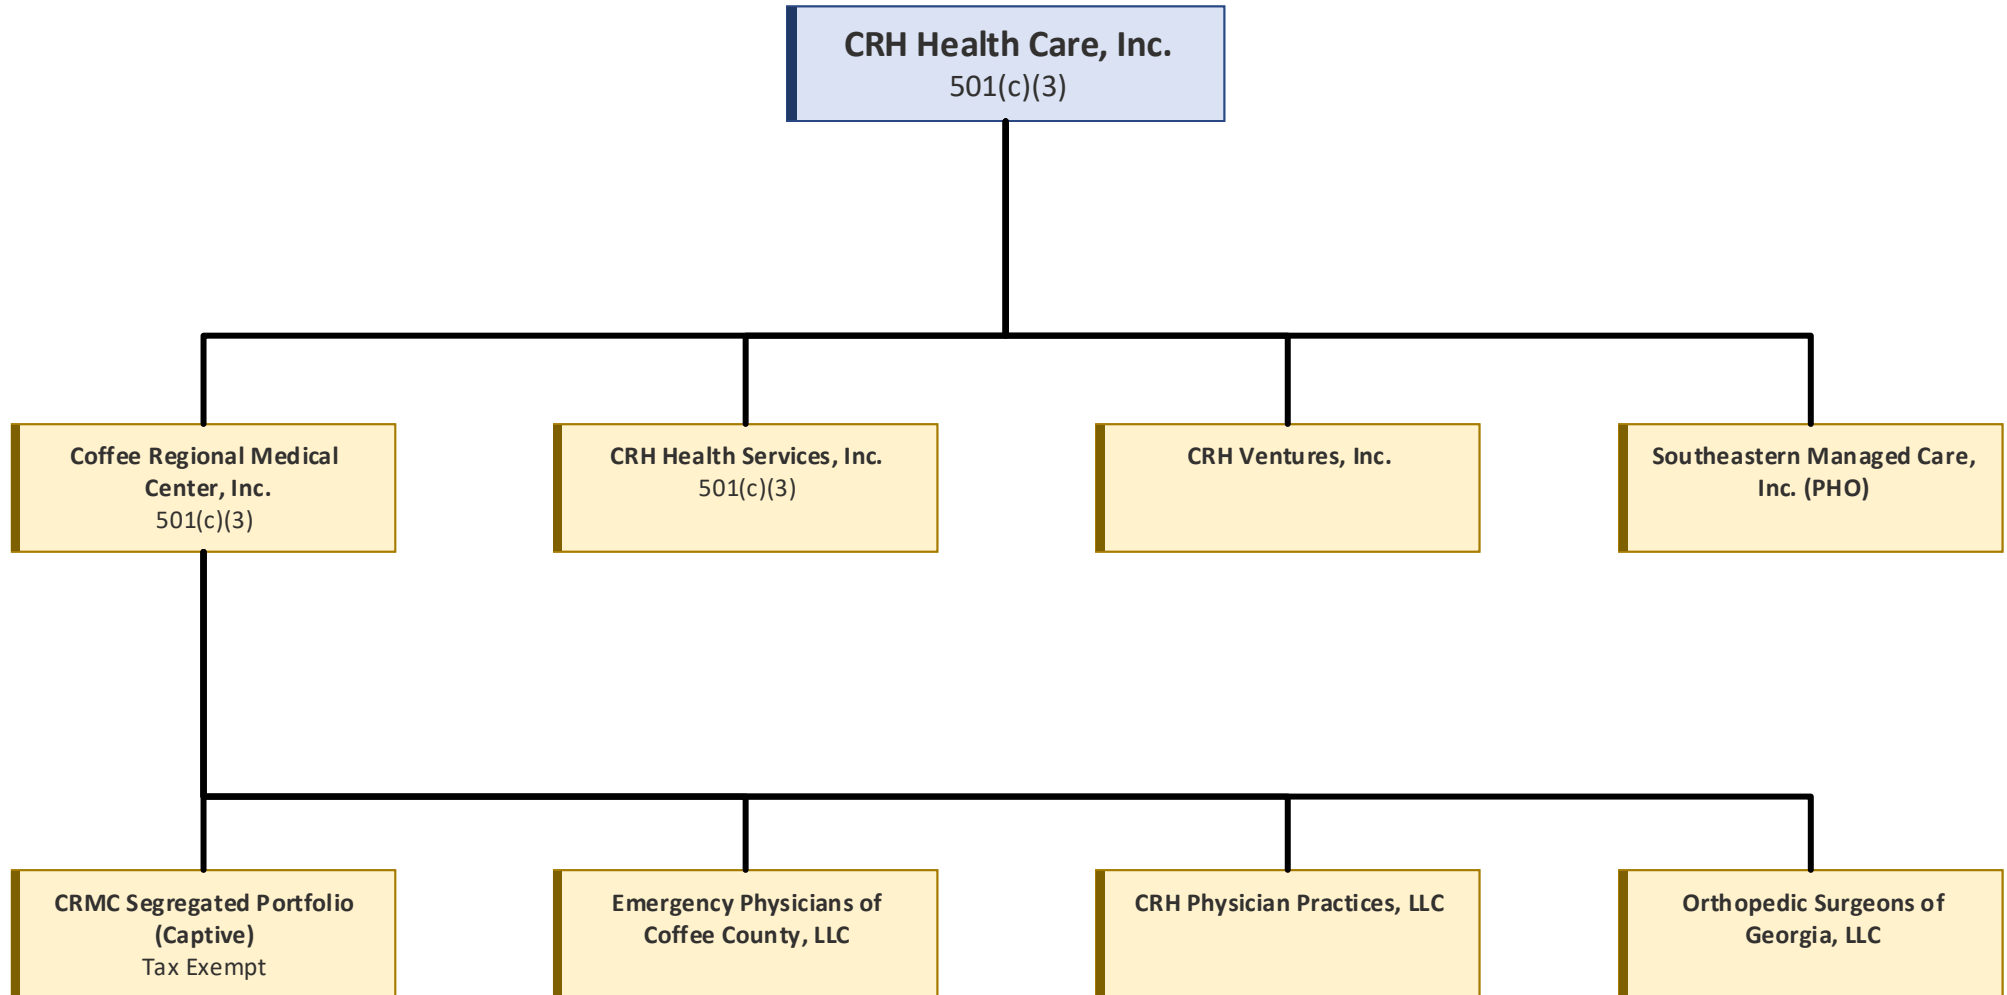 CRH Health Care, Inc.
501(c)(3)
Coffee Regional Medical
Center, Inc.
501(c)(3)
CRH Health Services, Inc.
501(c)(3)
CRH Ventures, Inc.
Southeastern Managed Care,
Inc. (PHO)
CRMC Segregated Portfolio
(Captive)
Tax Exempt
Emergency Physicians of
Coffee County, LLC
CRH Physician Practices, LLC
Orthopedic Surgeons of
Georgia, LLC